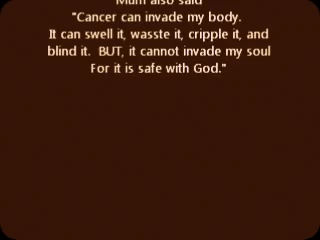 Mum also said
"Cancer can invade my body.
It can swell it, wasste it, cripple it, and
blind it.  BUT, it cannot invade my soul
For it is safe with God."